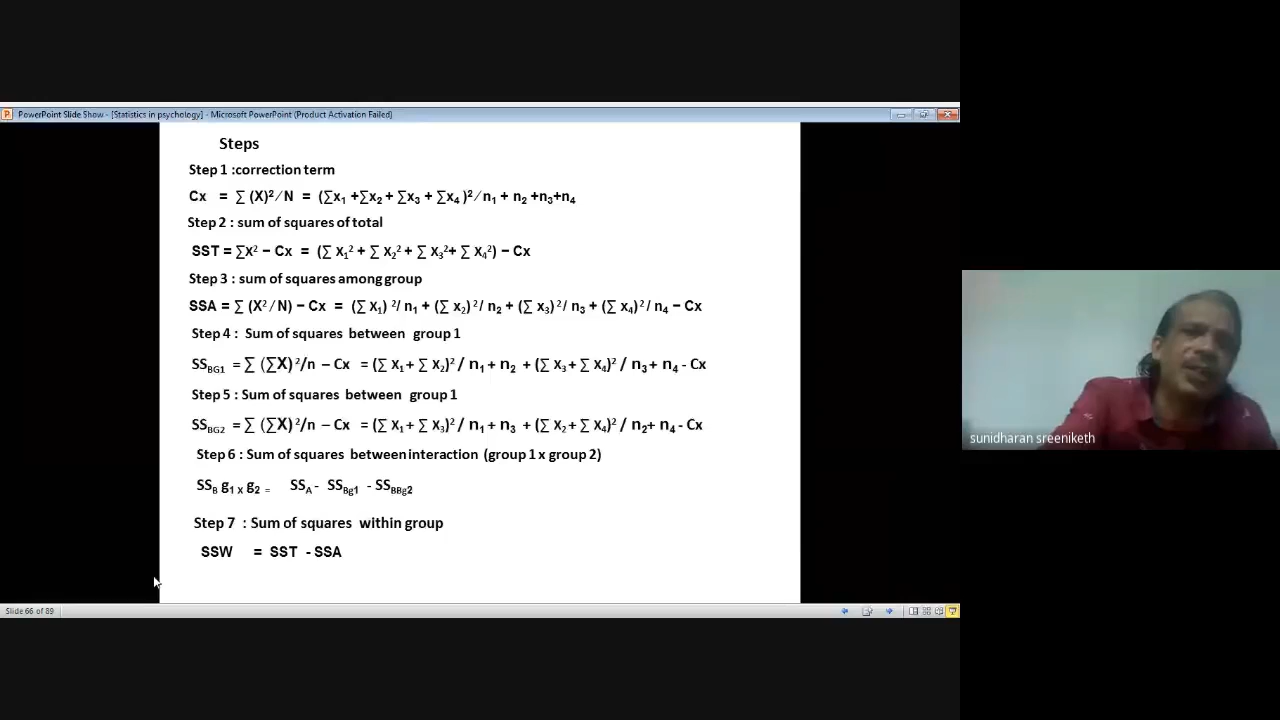 PowerPoint Slide Show - [Statistics in psychology] - Microsoft PowerPoint (Product Activation Failed)
Steps
Step 1 :correction term
Cx = ∑ (X)² ∕ N = (∑x₁ +∑x₂ + ∑x₃ + ∑x₄ )² ∕ n₁ + n₂ +n₃+n₄
Step 2 : sum of squares of total
SST = ∑X² – Cx = (∑ X₁² + ∑ X₂² + ∑ X₃²+ ∑ X₄²) – Cx
Step 3 : sum of squares among group
SSA = ∑ (X² ∕ N) – Cx = (∑ X₁) ²/ n₁ + (∑ x₂)²/ n₂ + (∑ x₃)²/ n₃ + (∑ x₄)²/ n₄ – Cx
Step 4 : Sum of squares between group 1
SS_BG1 = ∑ (∑X) ²/n – Cx = (∑ X₁ + ∑ X₂)² / n₁ + n₂ + (∑ X₃ + ∑ X₄)² / n₃ + n₄ - Cx
Step 5 : Sum of squares between group 1
SS_BG2 = ∑ (∑X) ²/n – Cx = (∑ X₁ + ∑ X₃)² / n₁ + n₃ + (∑ X₂ + ∑ X₄)² / n₂+ n₄ - Cx
Step 6 : Sum of squares between interaction (group 1 x group 2)
SS_B g₁ ₓ g₂ = SS_A - SS_Bg1 - SS_BBg2
Step 7 : Sum of squares within group
SSW = SST - SSA
Slide 66 of 89
sunidharan sreeniketh